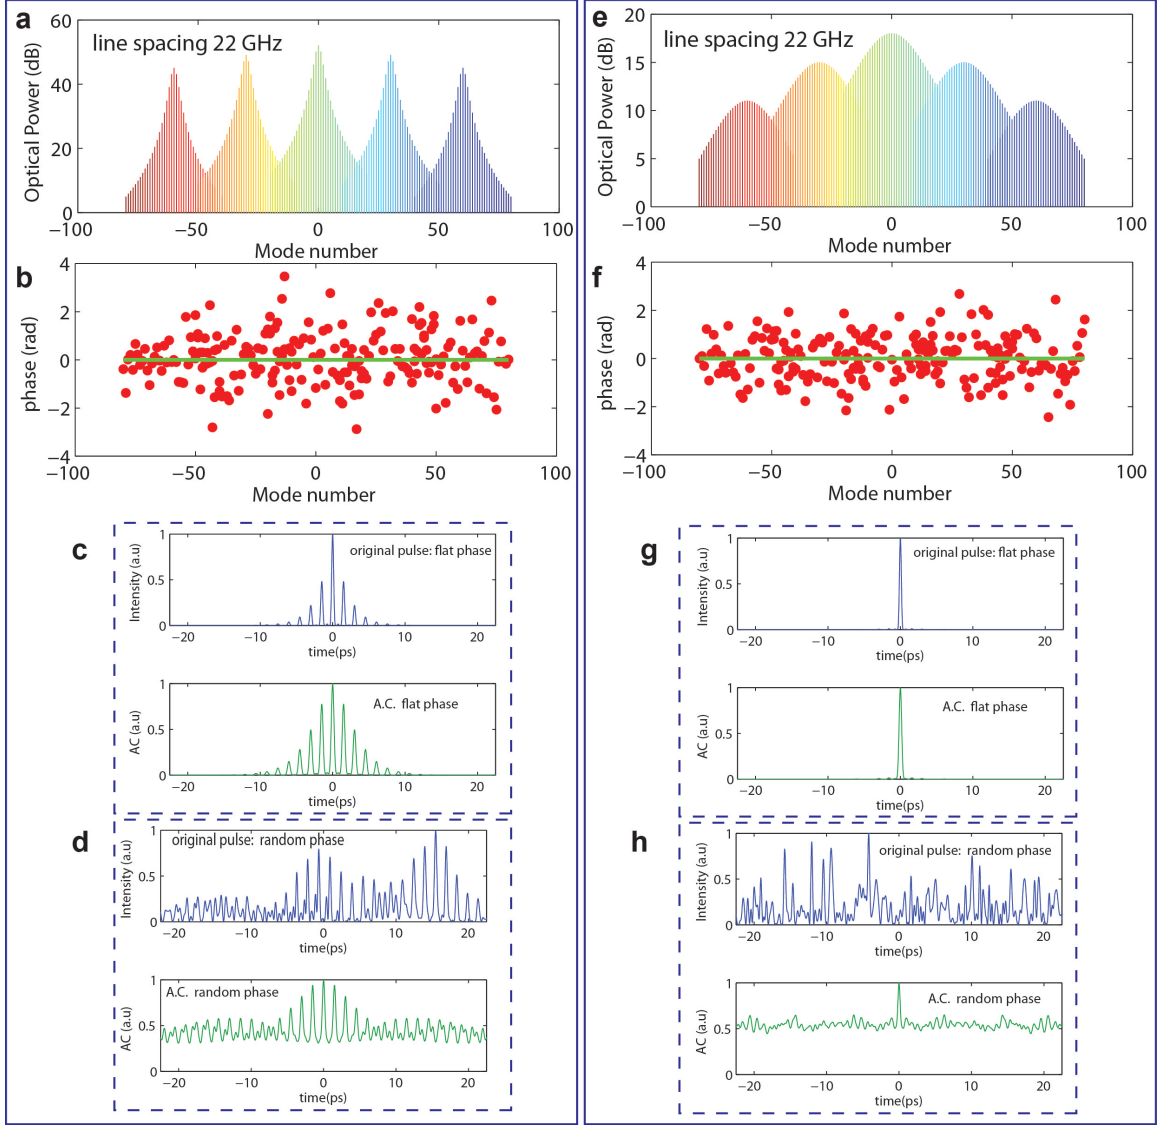 a
60
40
20
0
Optical Power (dB)
line spacing 22 GHz
−100
−50
0
50
100
Mode number
b
4
2
0
−2
−4
phase (rad)
−100
−50
0
50
100
Mode number
c
1
0.5
0
Intensity (a.u)
original pulse: flat phase
−20
−10
0
10
20
time(ps)
1
0.5
0
AC (a.u)
A.C. flat phase
−20
−10
0
10
20
time(ps)
d
1
0.5
0
Intensity (a.u)
original pulse: random phase
−20
−10
0
10
20
time(ps)
1
0.5
0
AC (a.u)
A.C. random phase
−20
−10
0
10
20
time(ps)
e
20
15
10
5
0
Optical Power (dB)
line spacing 22 GHz
−100
−50
0
50
100
Mode number
f
4
2
0
−2
−4
phase (rad)
−100
−50
0
50
100
Mode number
g
1
0.5
0
Intensity (a.u)
original pulse: flat phase
−20
−10
0
10
20
time(ps)
1
0.5
0
AC (a.u)
A.C. flat phase
−20
−10
0
10
20
time(ps)
h
1
0.5
0
Intensity (a.u)
original pulse: random phase
−20
−10
0
10
20
time(ps)
1
0.5
0
AC (a.u)
A.C. random phase
−20
−10
0
10
20
time(ps)